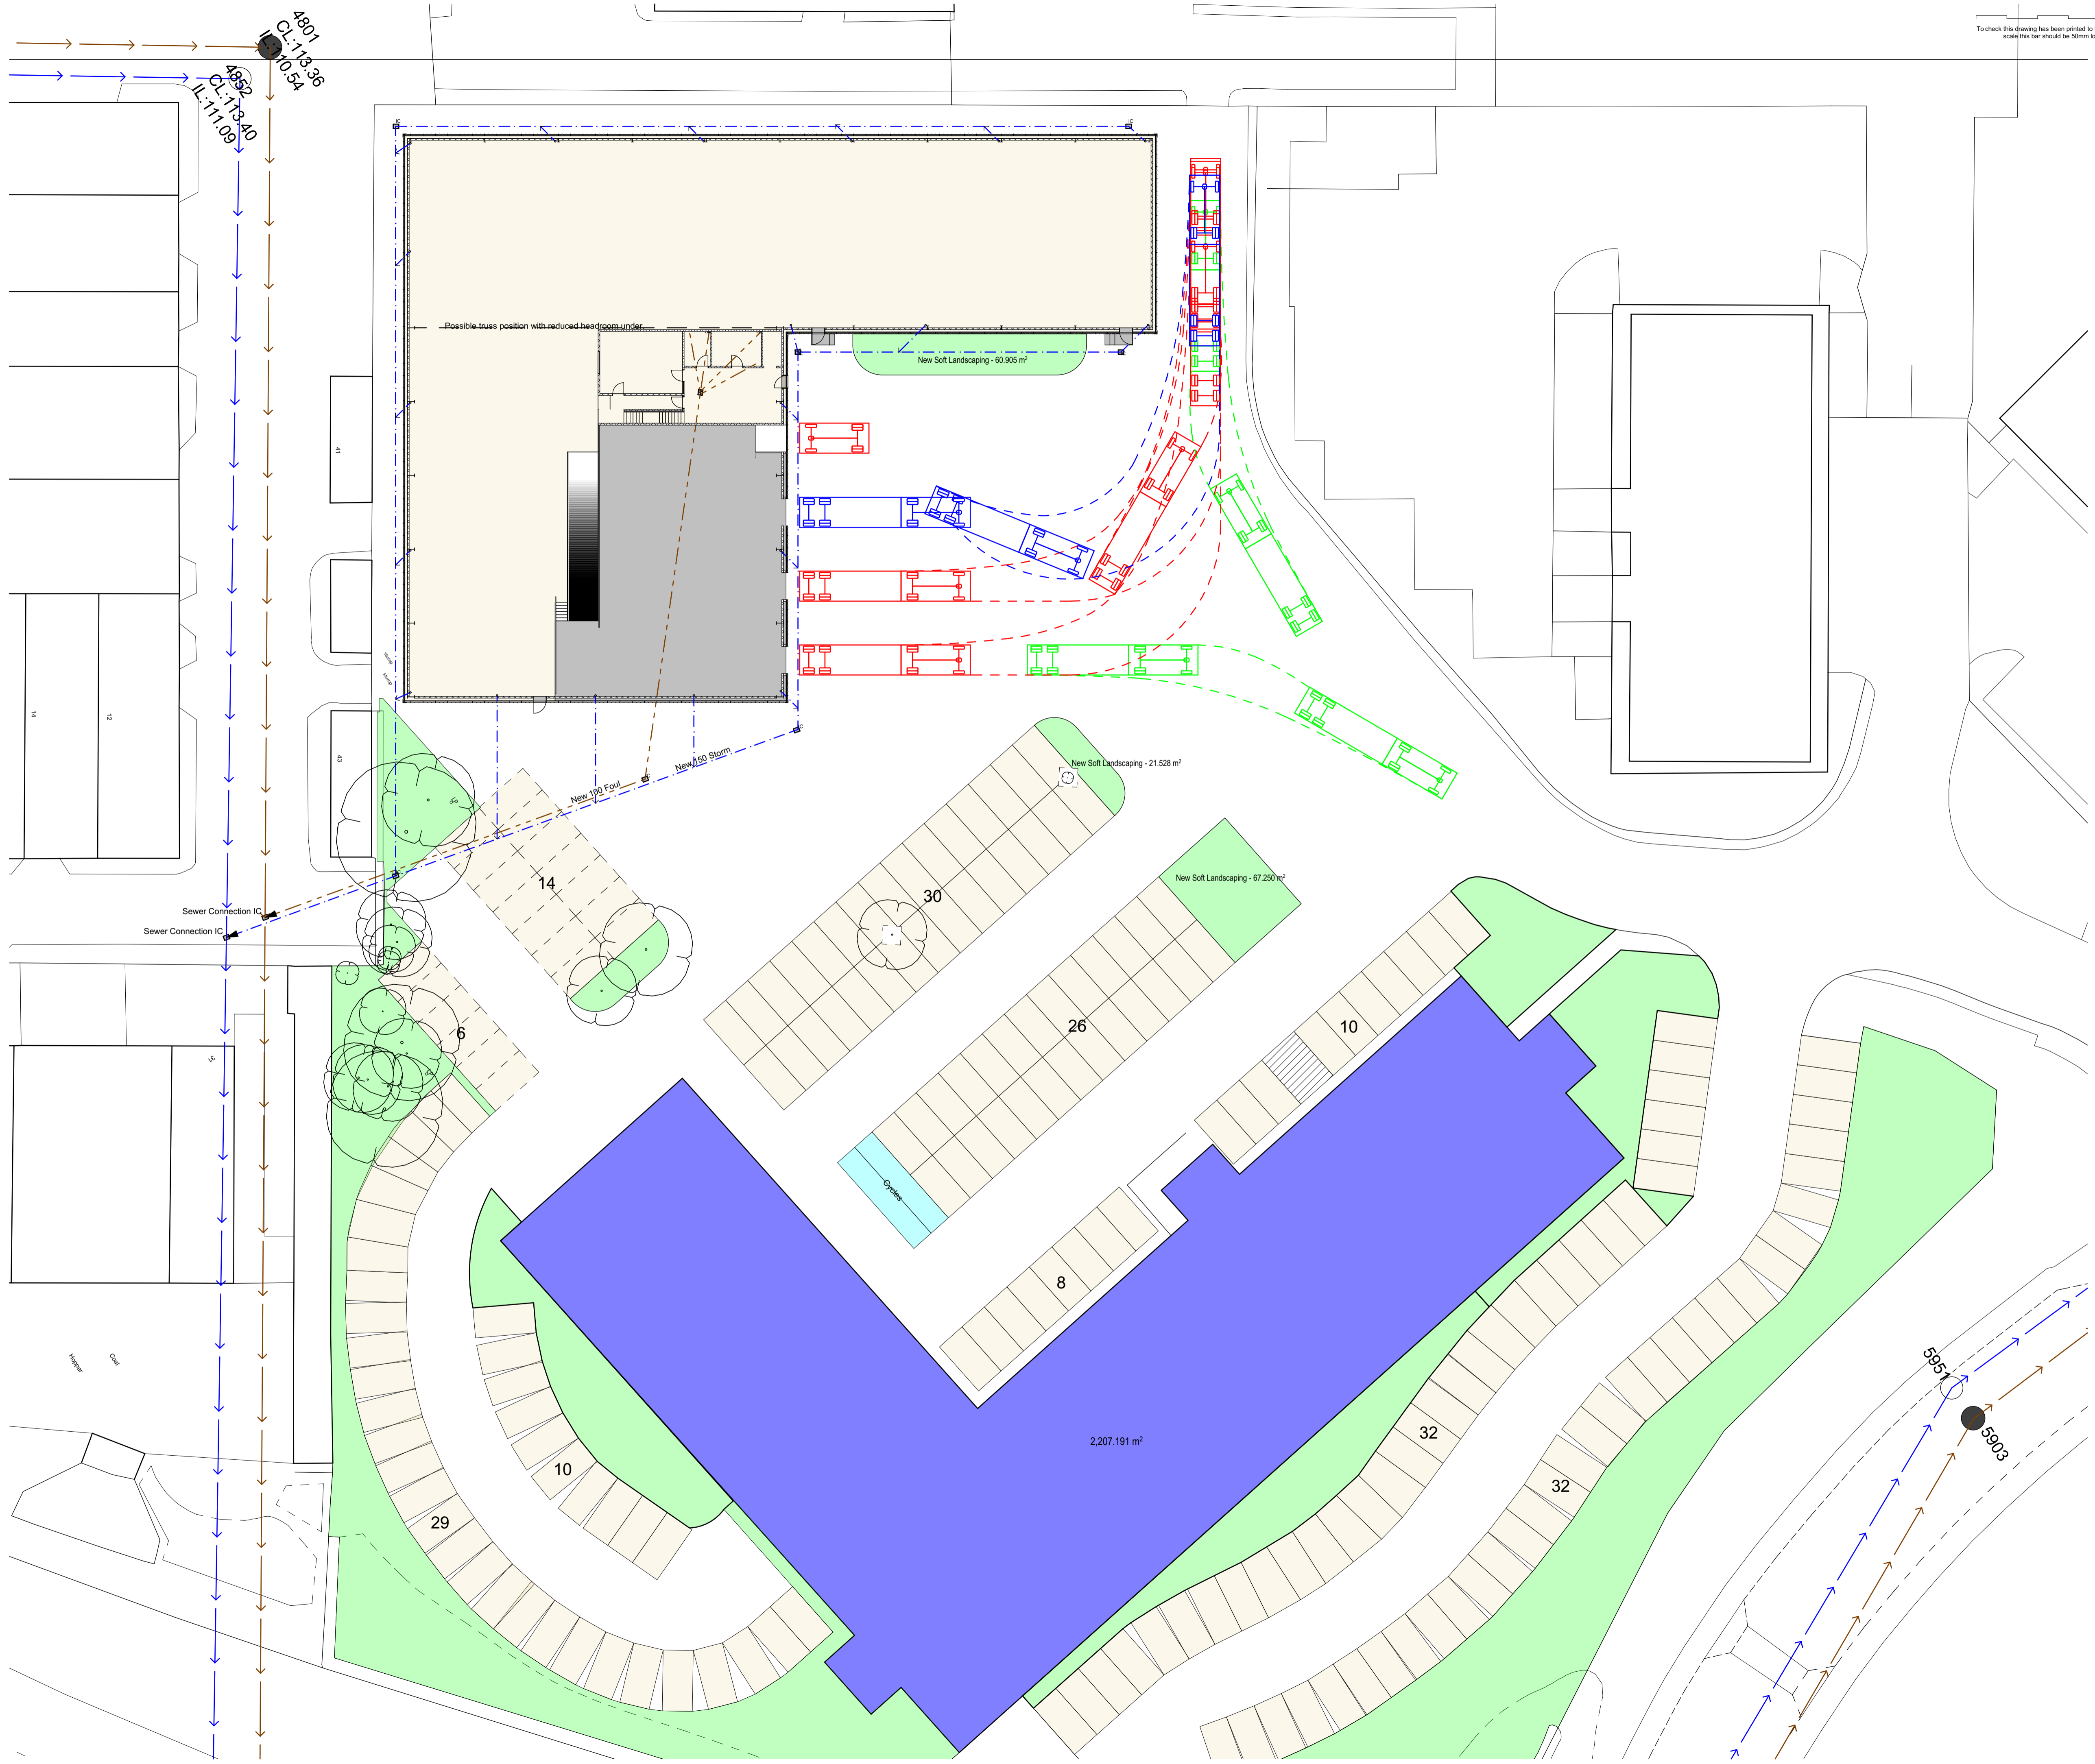 To check this drawing has been printed to
scale this bar should be 50mm lo
4801
CL:113.36
IL:110.54
4852
CL:113.40
IL:111.09
Possible truss position with reduced headroom under
New Soft Landscaping - 60.905 m²
41
stump
stump
14
12
43
New 150 Storm
New 100 Foul
New Soft Landscaping - 21.528 m²
14
30
New Soft Landscaping - 67.250 m²
Sewer Connection IC
Sewer Connection IC
6
26
10
51
Cycles
8
Hopper
Coal
5951
5903
2,207.191 m²
32
32
10
29